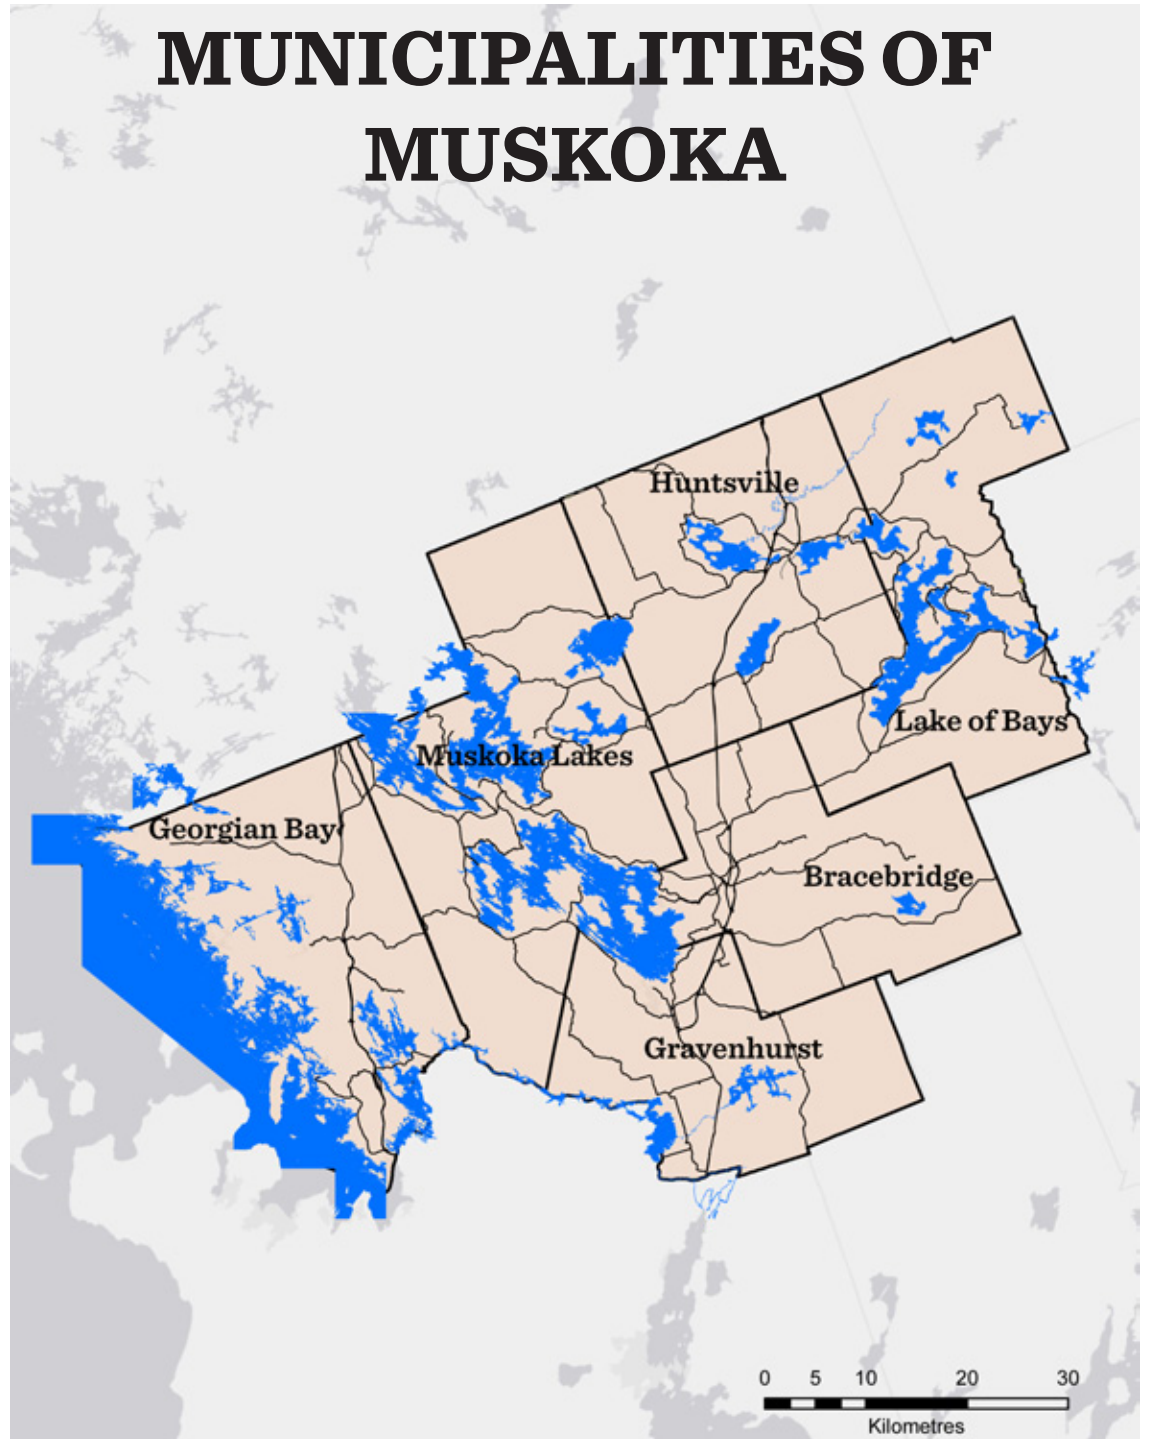 MUNICIPALITIES OF
MUSKOKA
Huntsville
Lake of Bays
Muskoka Lakes
Georgian Bay
Bracebridge
Gravenhurst
0 5 10 20 30
Kilometres